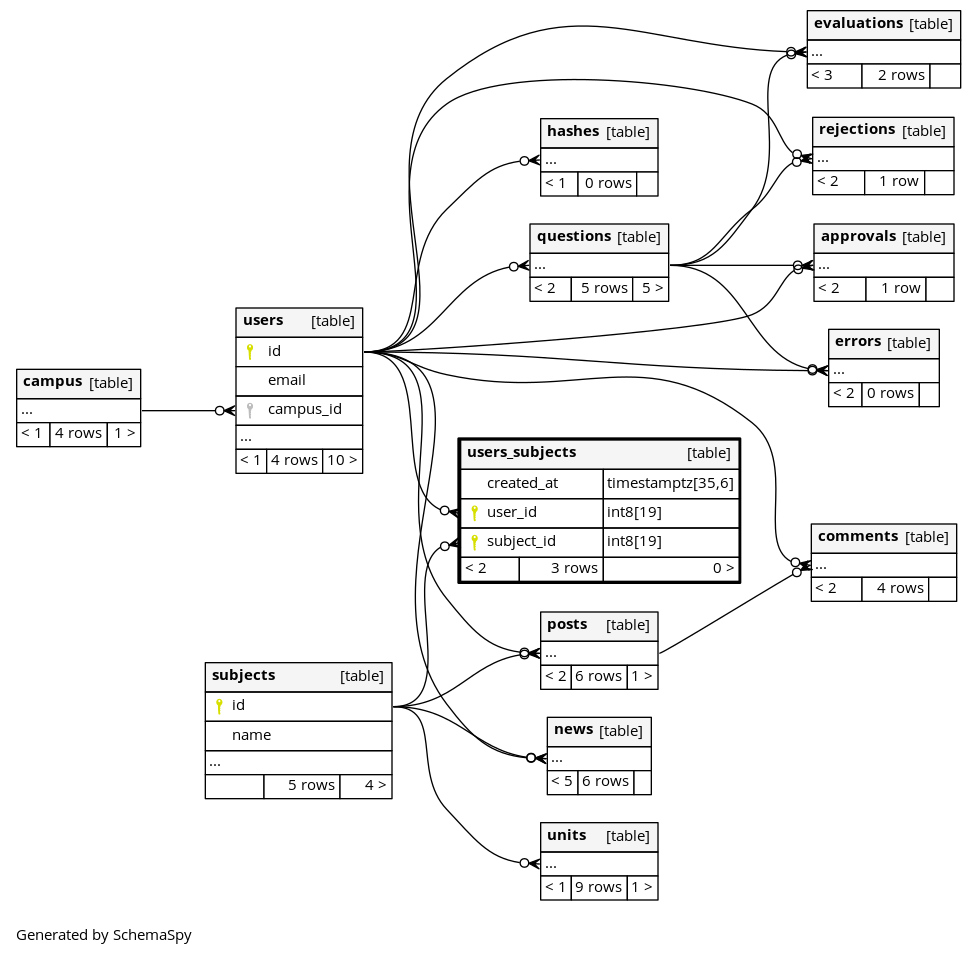 evaluations [table]
...
< 3 2 rows
hashes [table]
...
< 1 0 rows
rejections [table]
...
< 2 1 row
questions [table]
...
< 2 5 rows 5 >
approvals [table]
...
< 2 1 row
users [table]
id
email
campus_id
...
< 1 4 rows 10 >
errors [table]
...
< 2 0 rows
campus [table]
...
< 1 4 rows 1 >
users_subjects [table]
created_at timestamptz[35,6]
user_id int8[19]
subject_id int8[19]
< 2 3 rows 0 >
comments [table]
...
< 2 4 rows
posts [table]
...
< 2 6 rows 1 >
subjects [table]
id
name
...
5 rows 4 >
news [table]
...
< 5 6 rows
units [table]
...
< 1 9 rows 1 >
Generated by SchemaSpy